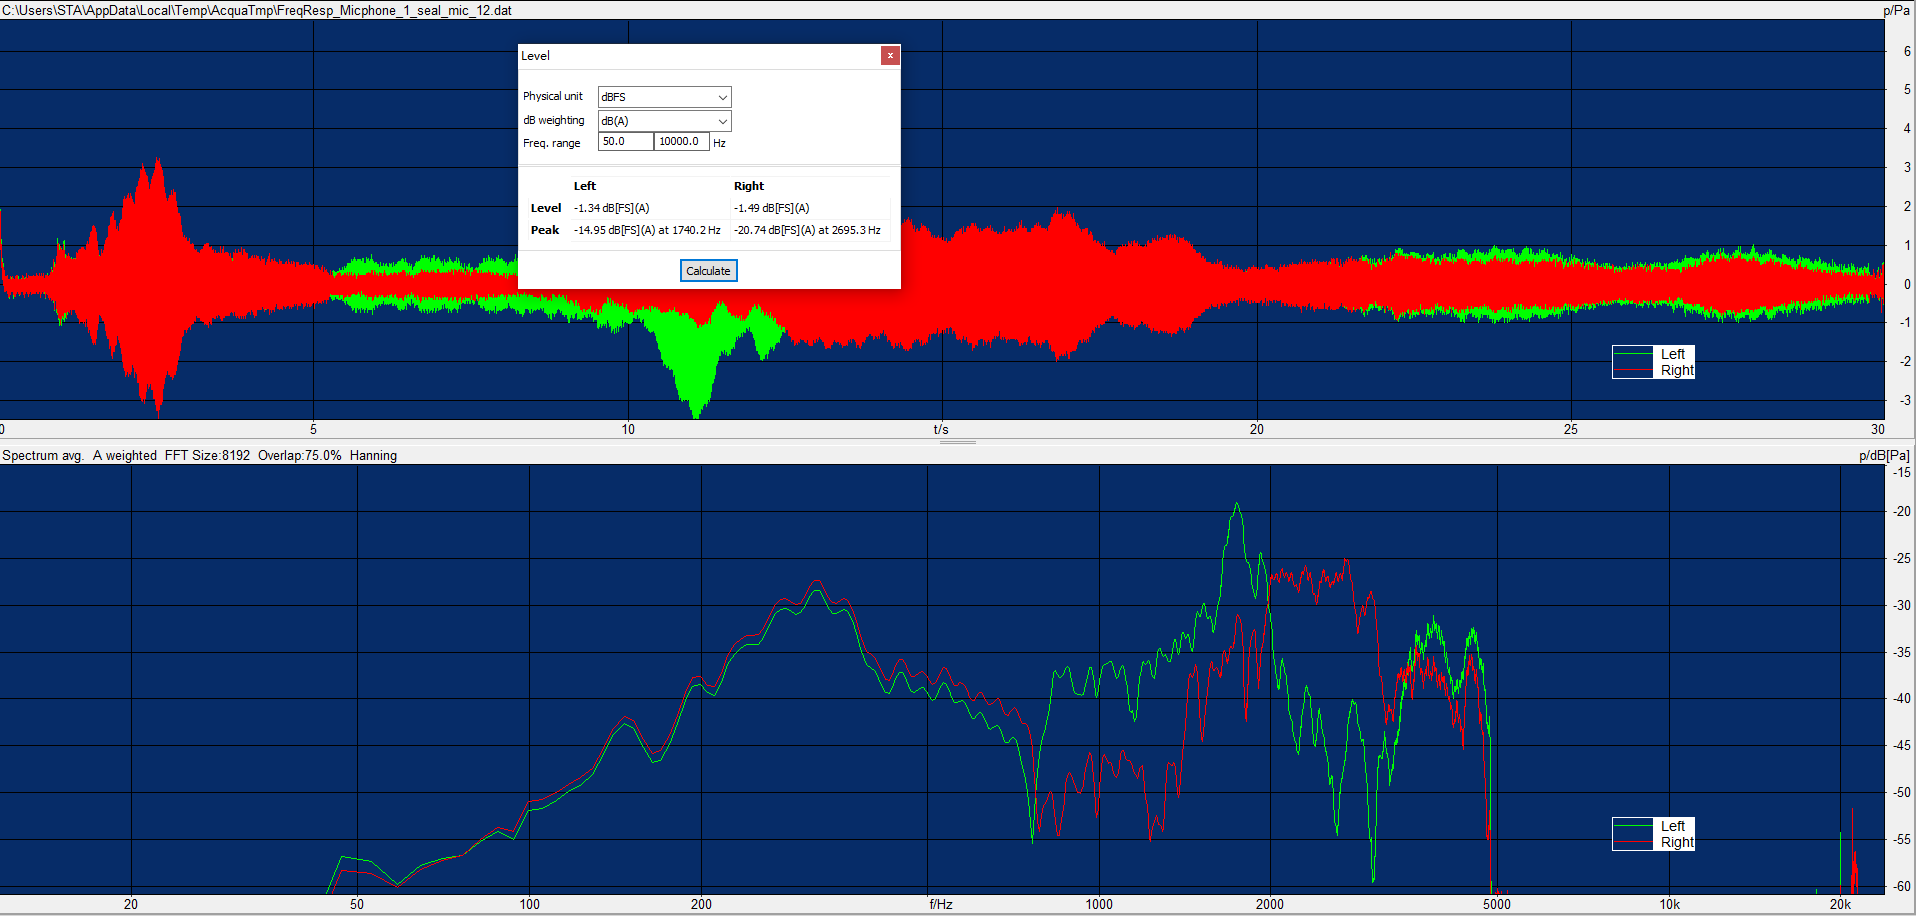 C:\Users\STA\AppData\Local\Temp\AcquaTmp\FreqResp_Micphone_1_seal_mic_12.dat
p/Pa
Level
x
Physical unit
dBFS
dB weighting
dB(A)
Freq. range
50.0
10000.0
Hz
Left
Right
Level
-1.34 dB[FS](A)
-1.49 dB[FS](A)
Peak
-14.95 dB[FS](A) at 1740.2 Hz
-20.74 dB[FS](A) at 2695.3 Hz
Calculate
6
5
4
3
2
1
0
-1
-2
-3
Left
Right
0
5
10
t/s
20
25
30
Spectrum avg.  A weighted  FFT Size:8192  Overlap:75.0%  Hanning
p/dB[Pa]
-15
-20
-25
-30
-35
-40
-45
-50
-55
-60
Left
Right
20
50
100
200
f/Hz
1000
2000
5000
10k
20k